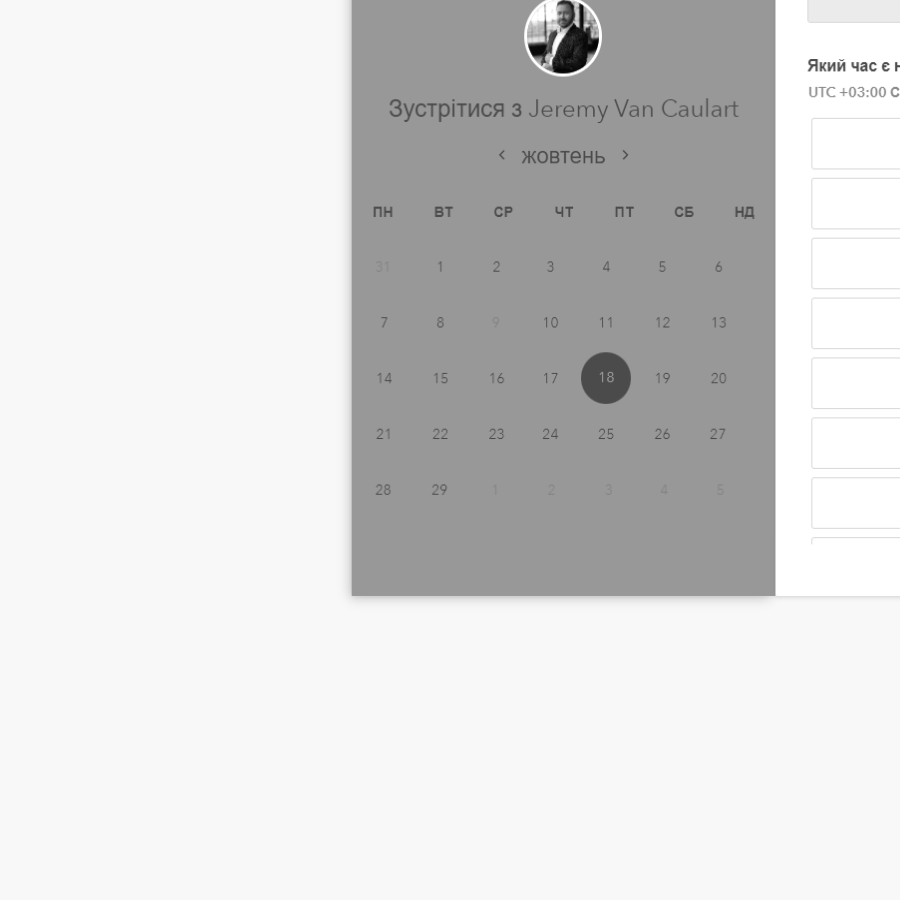 Зустрітися з Jeremy Van Caulart
жовтень
ПН ВТ СР ЧТ ПТ СБ НД
31 1 2 3 4 5 6
7 8 9 10 11 12 13
14 15 16 17 18 19 20
21 22 23 24 25 26 27
28 29 1 2 3 4 5
Який час є
UTC +03:00